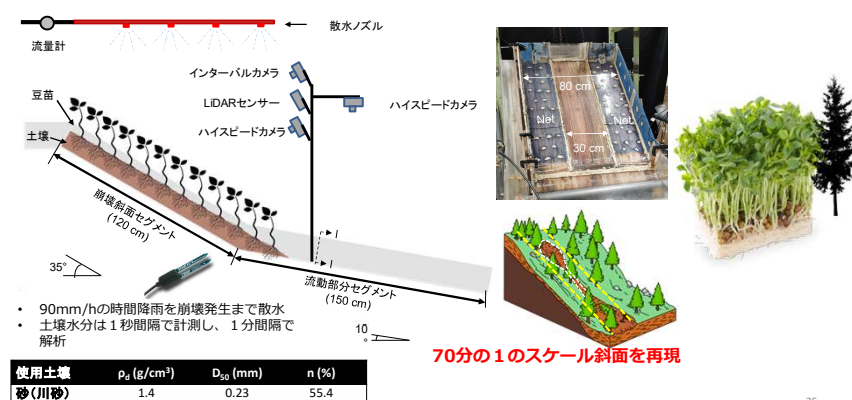 散水ノズル
流量計
インターバルカメラ
豆苗
LiDARセンサー
ハイスピードカメラ
ハイスピードカメラ
土壌
崩壊斜面セグメント
(120 cm)
I
I
35°
流動部分セグメント
(150 cm)
• 90mm/hの時間降雨を崩壊発生まで散水
• 土壌水分は1秒間隔で計測し、1分間隔で
解析
10
°
80 cm
Net
Net
30 cm
70分の1のスケール斜面を再現
使用土壌 ρd (g/cm³) D50 (mm) n (%)
砂(川砂) 1.4 0.23 55.4